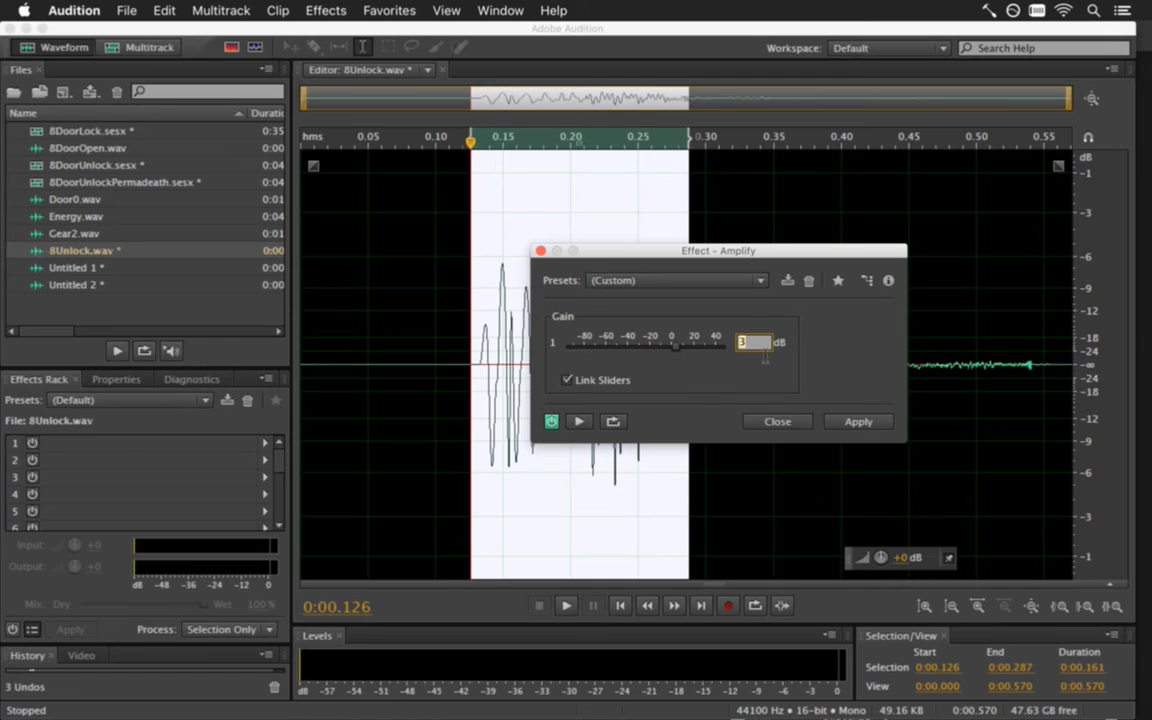 Audition File Edit Multitrack Clip Effects Favorites View Window Help
Adobe Audition
Waveform Multitrack Workspace: Default Search Help
Files
Editor: 8Unlock.wav *
Name Duratic
8DoorLock.sesx * 0:35
8DoorOpen.wav 0:00
8DoorUnlock.sesx * 0:04
8DoorUnlockPermadeath.sesx * 0:04
Door0.wav 0:01
Energy.wav 0:04
Gear2.wav 0:01
8Unlock.wav * 0:00
Untitled 1 *
Untitled 2 *
hms 0.05 0.10 0.15 0.20 0.25 0.30 0.35 0.40 0.45 0.50 0.55
dB
-1
-3
-6
-9
-12
-18
-24
-∞
-24
-18
-12
-9
-6
-3
-1
Effect - Amplify
Presets: (Custom)
Gain
-80 -60 -40 -20 0 20 40
1 3 dB
Link Sliders
Close Apply
+0 dB
Effects Rack Properties Diagnostics
Presets: (Default)
File: 8Unlock.wav
1
2
3
4
5
6
Input: +0
Output: +0
dB -48 -36 -24 -12 0
Mix: Dry Wet 100 %
Apply Process: Selection Only
History Video
3 Undos
Stopped
0:00.126
Levels
dB -57 -54 -51 -48 -45 -42 -39 -36 -33 -30 -27 -24 -21 -18 -15 -12 -9 -6 -3 0
Selection/View
Start End Duration
Selection 0:00.126 0:00.287 0:00.161
View 0:00.000 0:00.570 0:00.570
44100 Hz • 16-bit • Mono 49.16 KB 0:00.570 47.63 GB free